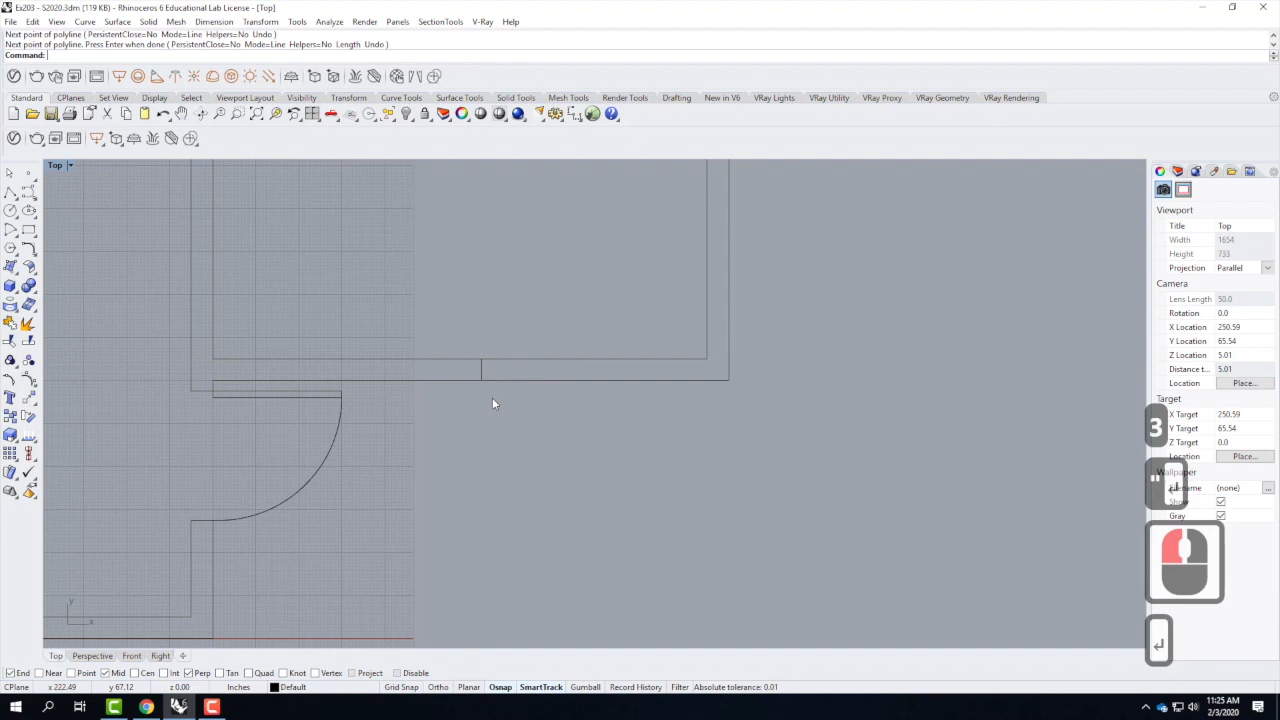 Ex203 - S2020.3dm (119 KB) - Rhinoceros 6 Educational Lab License - [Top]
File Edit View Curve Surface Solid Mesh Dimension Transform Tools Analyze Render Panels SectionTools V-Ray Help
Next point of polyline ( PersistentClose=No Mode=Line Helpers=No Undo )
Next point of polyline. Press Enter when done ( PersistentClose=No Mode=Line Helpers=No Length Undo )
Command:
Standard CPlanes Set View Display Select Viewport Layout Visibility Transform Curve Tools Surface Tools Solid Tools Mesh Tools Render Tools Drafting New in V6 VRay Lights VRay Utility VRay Proxy VRay Geometry VRay Rendering
Top
Viewport
Title Top
Width 1654
Height 733
Projection Parallel
Camera
Lens Length 50.0
Rotation 0.0
X Location 250.59
Y Location 65.54
Z Location 5.01
Distance t... 5.01
Location Place...
Target
X Target 250.59
Y Target 65.54
Z Target 0.0
Location Place...
Wallpaper
Filename (none) ...
Show
Gray
3
"
y
x
Top Perspective Front Right
End Near Point Mid Cen Int Perp Tan Quad Knot Vertex Project Disable
CPlane x 222.49 y 67.12 z 0.00 Inches Default Grid Snap Ortho Planar Osnap SmartTrack Gumball Record History Filter Absolute tolerance: 0.01
11:25 AM
2/3/2020